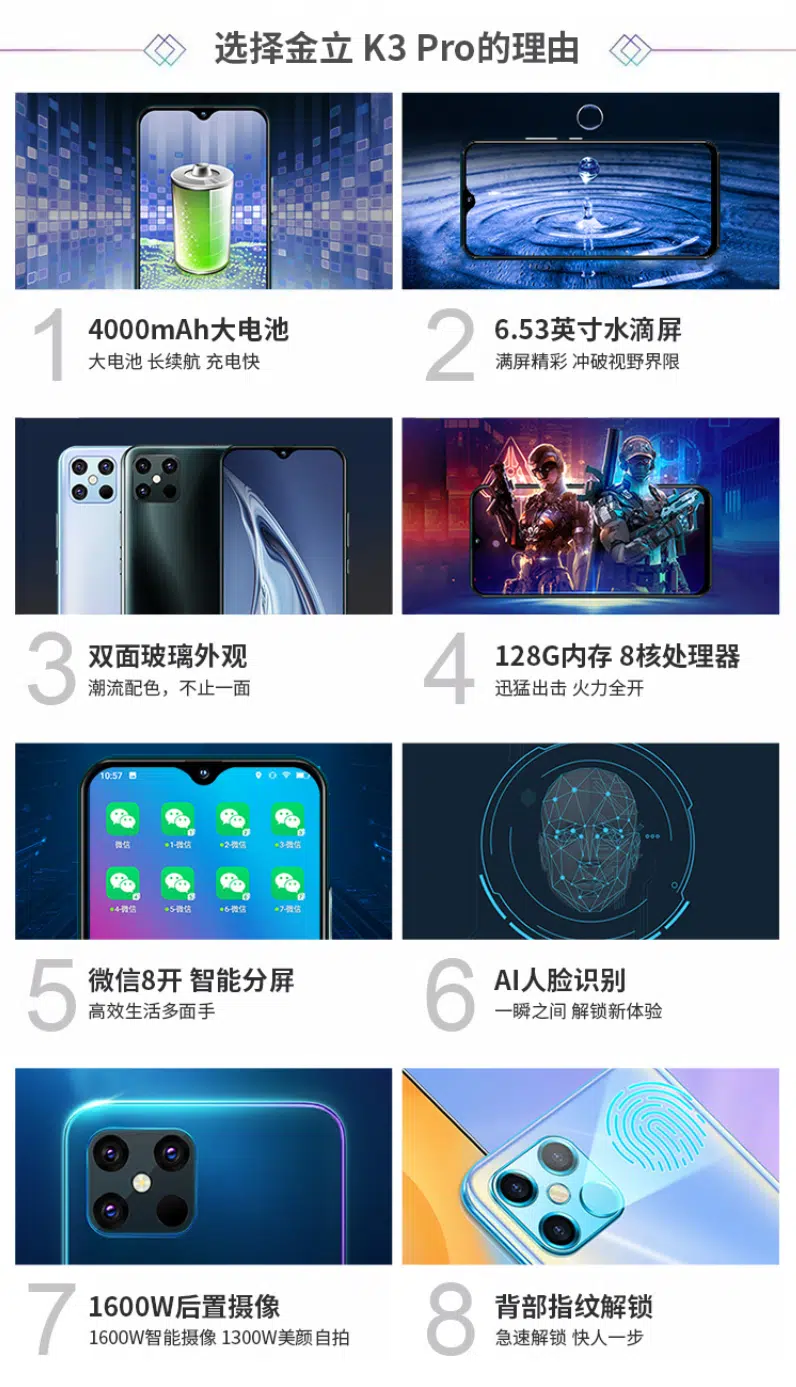 选择金立 K3 Pro的理由
1
4000mAh大电池
大电池 长续航 充电快
2
6.53英寸水滴屏
满屏精彩 冲破视野界限
3
双面玻璃外观
潮流配色，不止一面
4
128G内存 8核处理器
迅猛出击 火力全开
10:57
微信
1-微信
2-微信
3-微信
4-微信
5-微信
6-微信
7-微信
5
微信8开 智能分屏
高效生活多面手
6
AI人脸识别
一瞬之间 解锁新体验
7
1600W后置摄像
1600W智能摄像 1300W美颜自拍
8
背部指纹解锁
急速解锁 快人一步